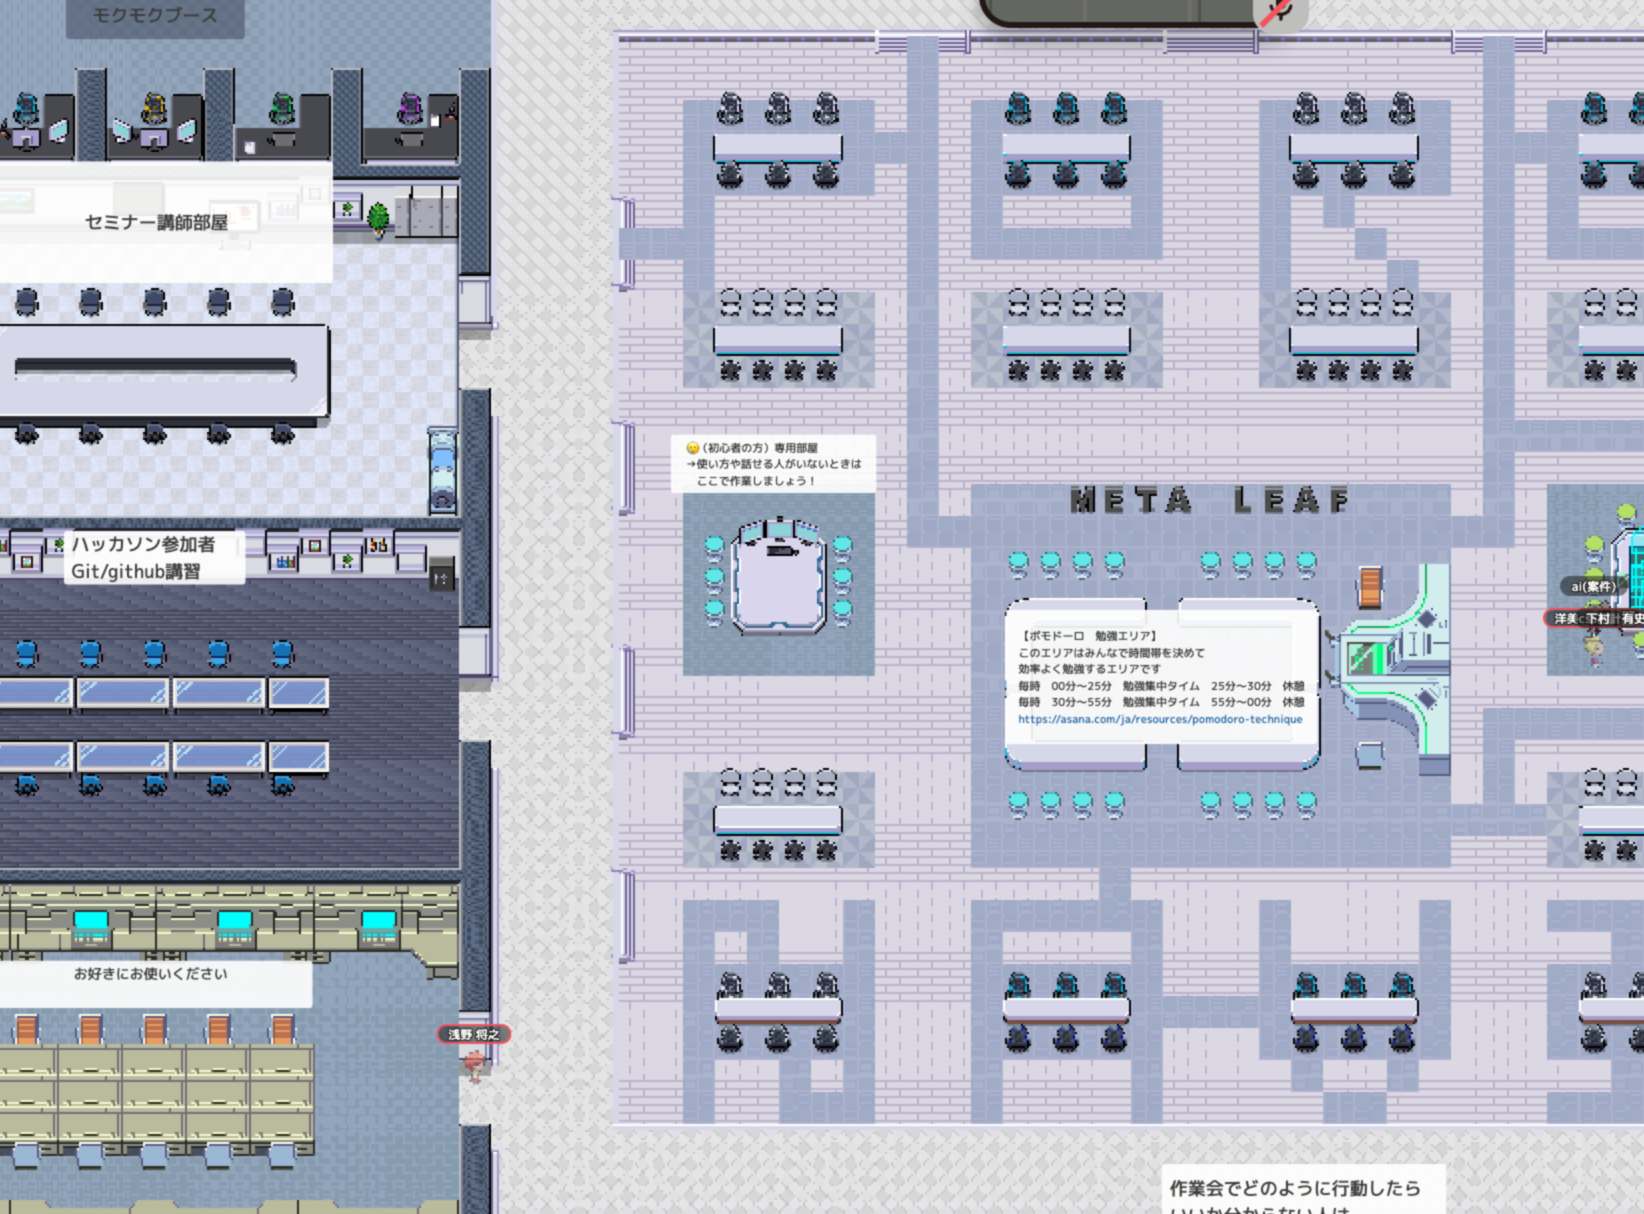 モクモクブース
セミナー講師部屋
(初心者の方)専用部屋
→使い方や話せる人がいないときは
ここで作業しましょう!
META LEAF
ハッカソン参加者
Git/github講習
ai(案件)
【ポモドーロ 勉強エリア】
このエリアはみんなで時間帯を決めて
効率よく勉強するエリアです
毎時 00分〜25分 勉強集中タイム 25分〜30分 休憩
毎時 30分〜55分 勉強集中タイム 55分〜00分 休憩
https://asana.com/ja/resources/pomodoro-technique
お好きにお使いください
浅野 将之
作業会でどのように行動したら
いいか分からない人は